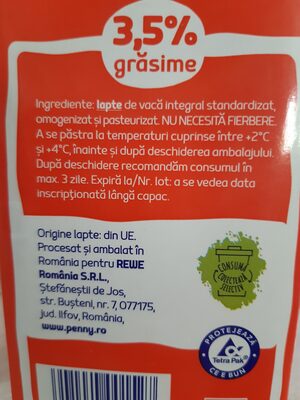 3,5%
grăsime
Ingrediente: lapte de vacă integral standardizat,
omogenizat și pasteurizat. NU NECESITĂ FIERBERE.
A se păstra la temperaturi cuprinse între +2°C
și +4°C, înainte și după deschiderea ambalajului.
După deschidere recomandăm consumul în
max. 3 zile. Expiră la/Nr. lot: a se vedea data
inscripționată lângă capac.
Origine lapte: din UE.
Procesat și ambalat în
România pentru REWE
România S.R.L.,
Ștefăneștii de Jos,
str. Bușteni, nr. 7, 077175,
jud. Ilfov, România,
www.penny.ro
CONSUMĂ
COLECTEAZĂ
SELECTIV
PROTEJEAZĂ
Tetra Pak®
CE E BUN